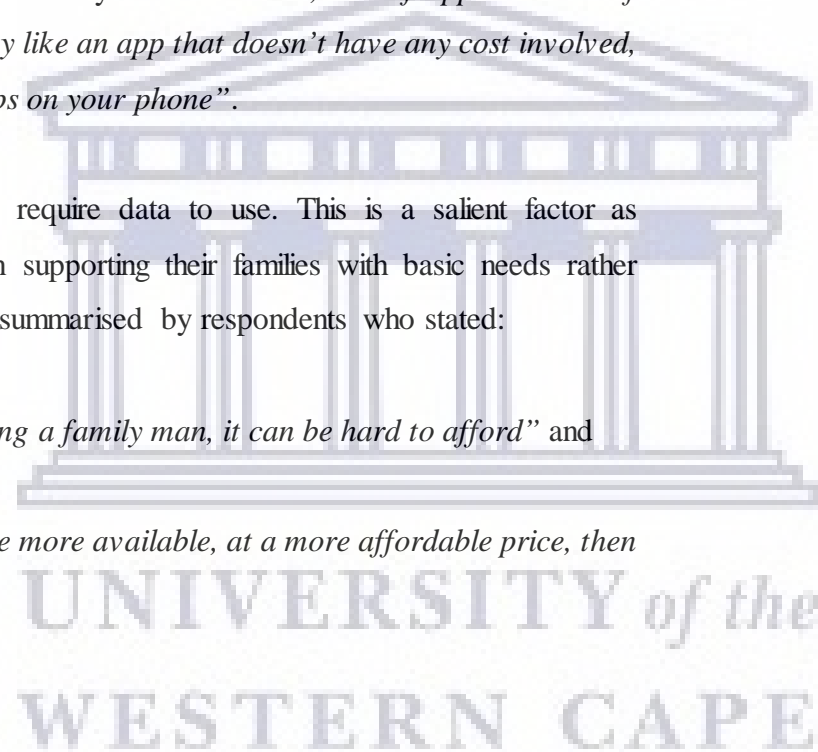 y like an app that doesn’t have any cost involved,
on your phone”.
require data to use. This is a salient factor as
supporting their families with basic needs rather
summarised by respondents who stated:
ng a family man, it can be hard to afford” and
e more available, at a more affordable price, then
UNIVERSITY of the
WESTERN CAPE